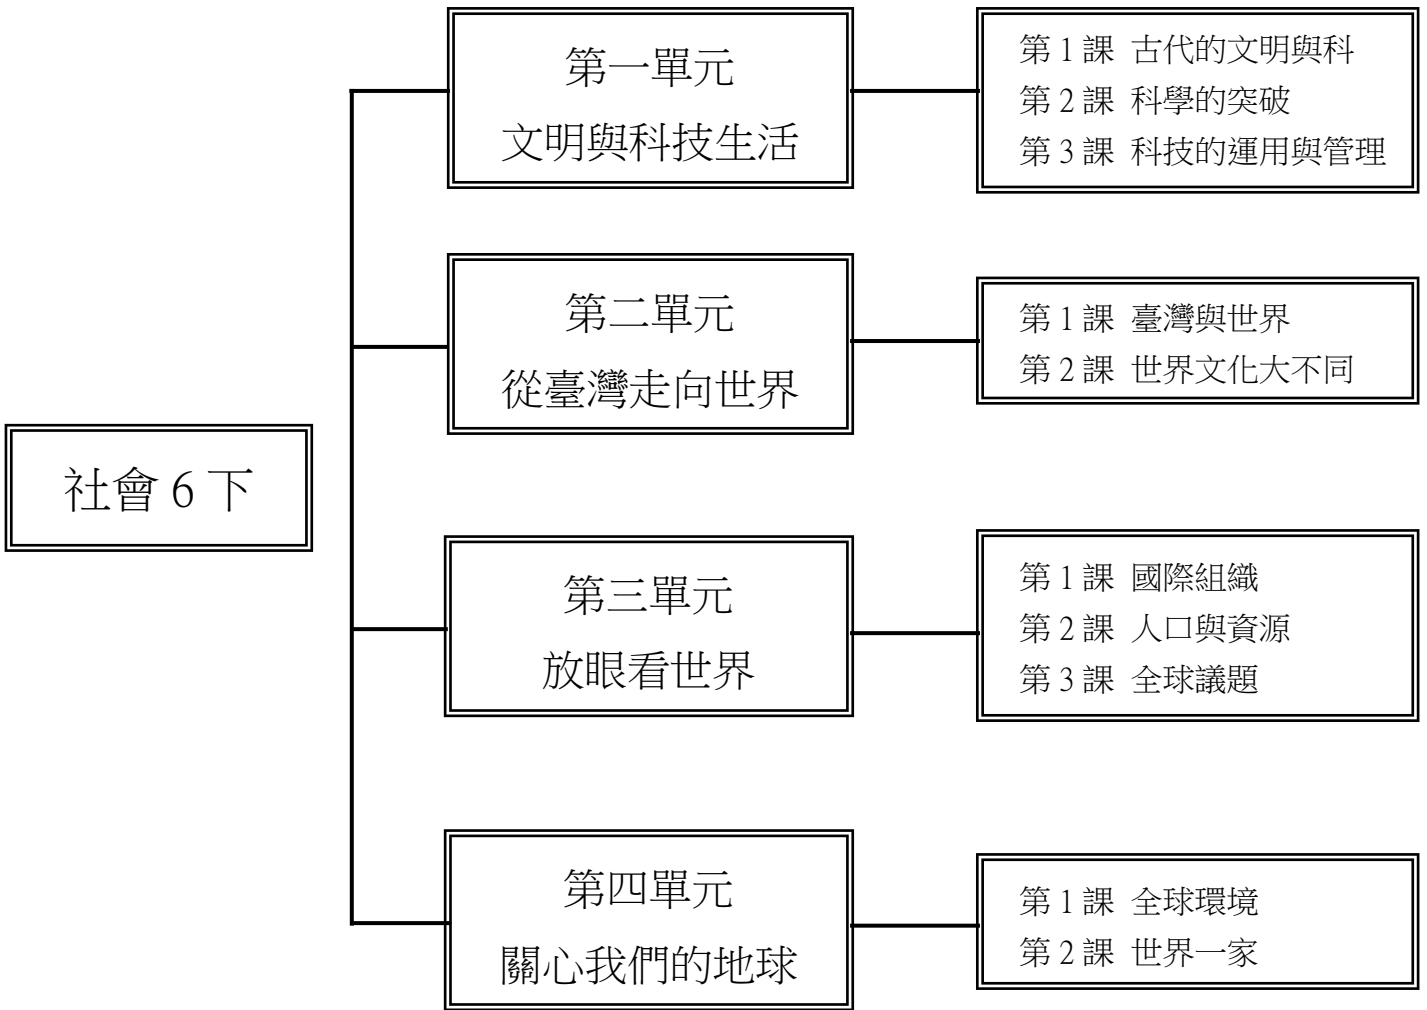 社會 6 下
第一單元
文明與科技生活
第 1 課 古代的文明與科
第 2 課 科學的突破
第 3 課 科技的運用與管理
第二單元
從臺灣走向世界
第 1 課 臺灣與世界
第 2 課 世界文化大不同
第三單元
放眼看世界
第 1 課 國際組織
第 2 課 人口與資源
第 3 課 全球議題
第四單元
關心我們的地球
第 1 課 全球環境
第 2 課 世界一家